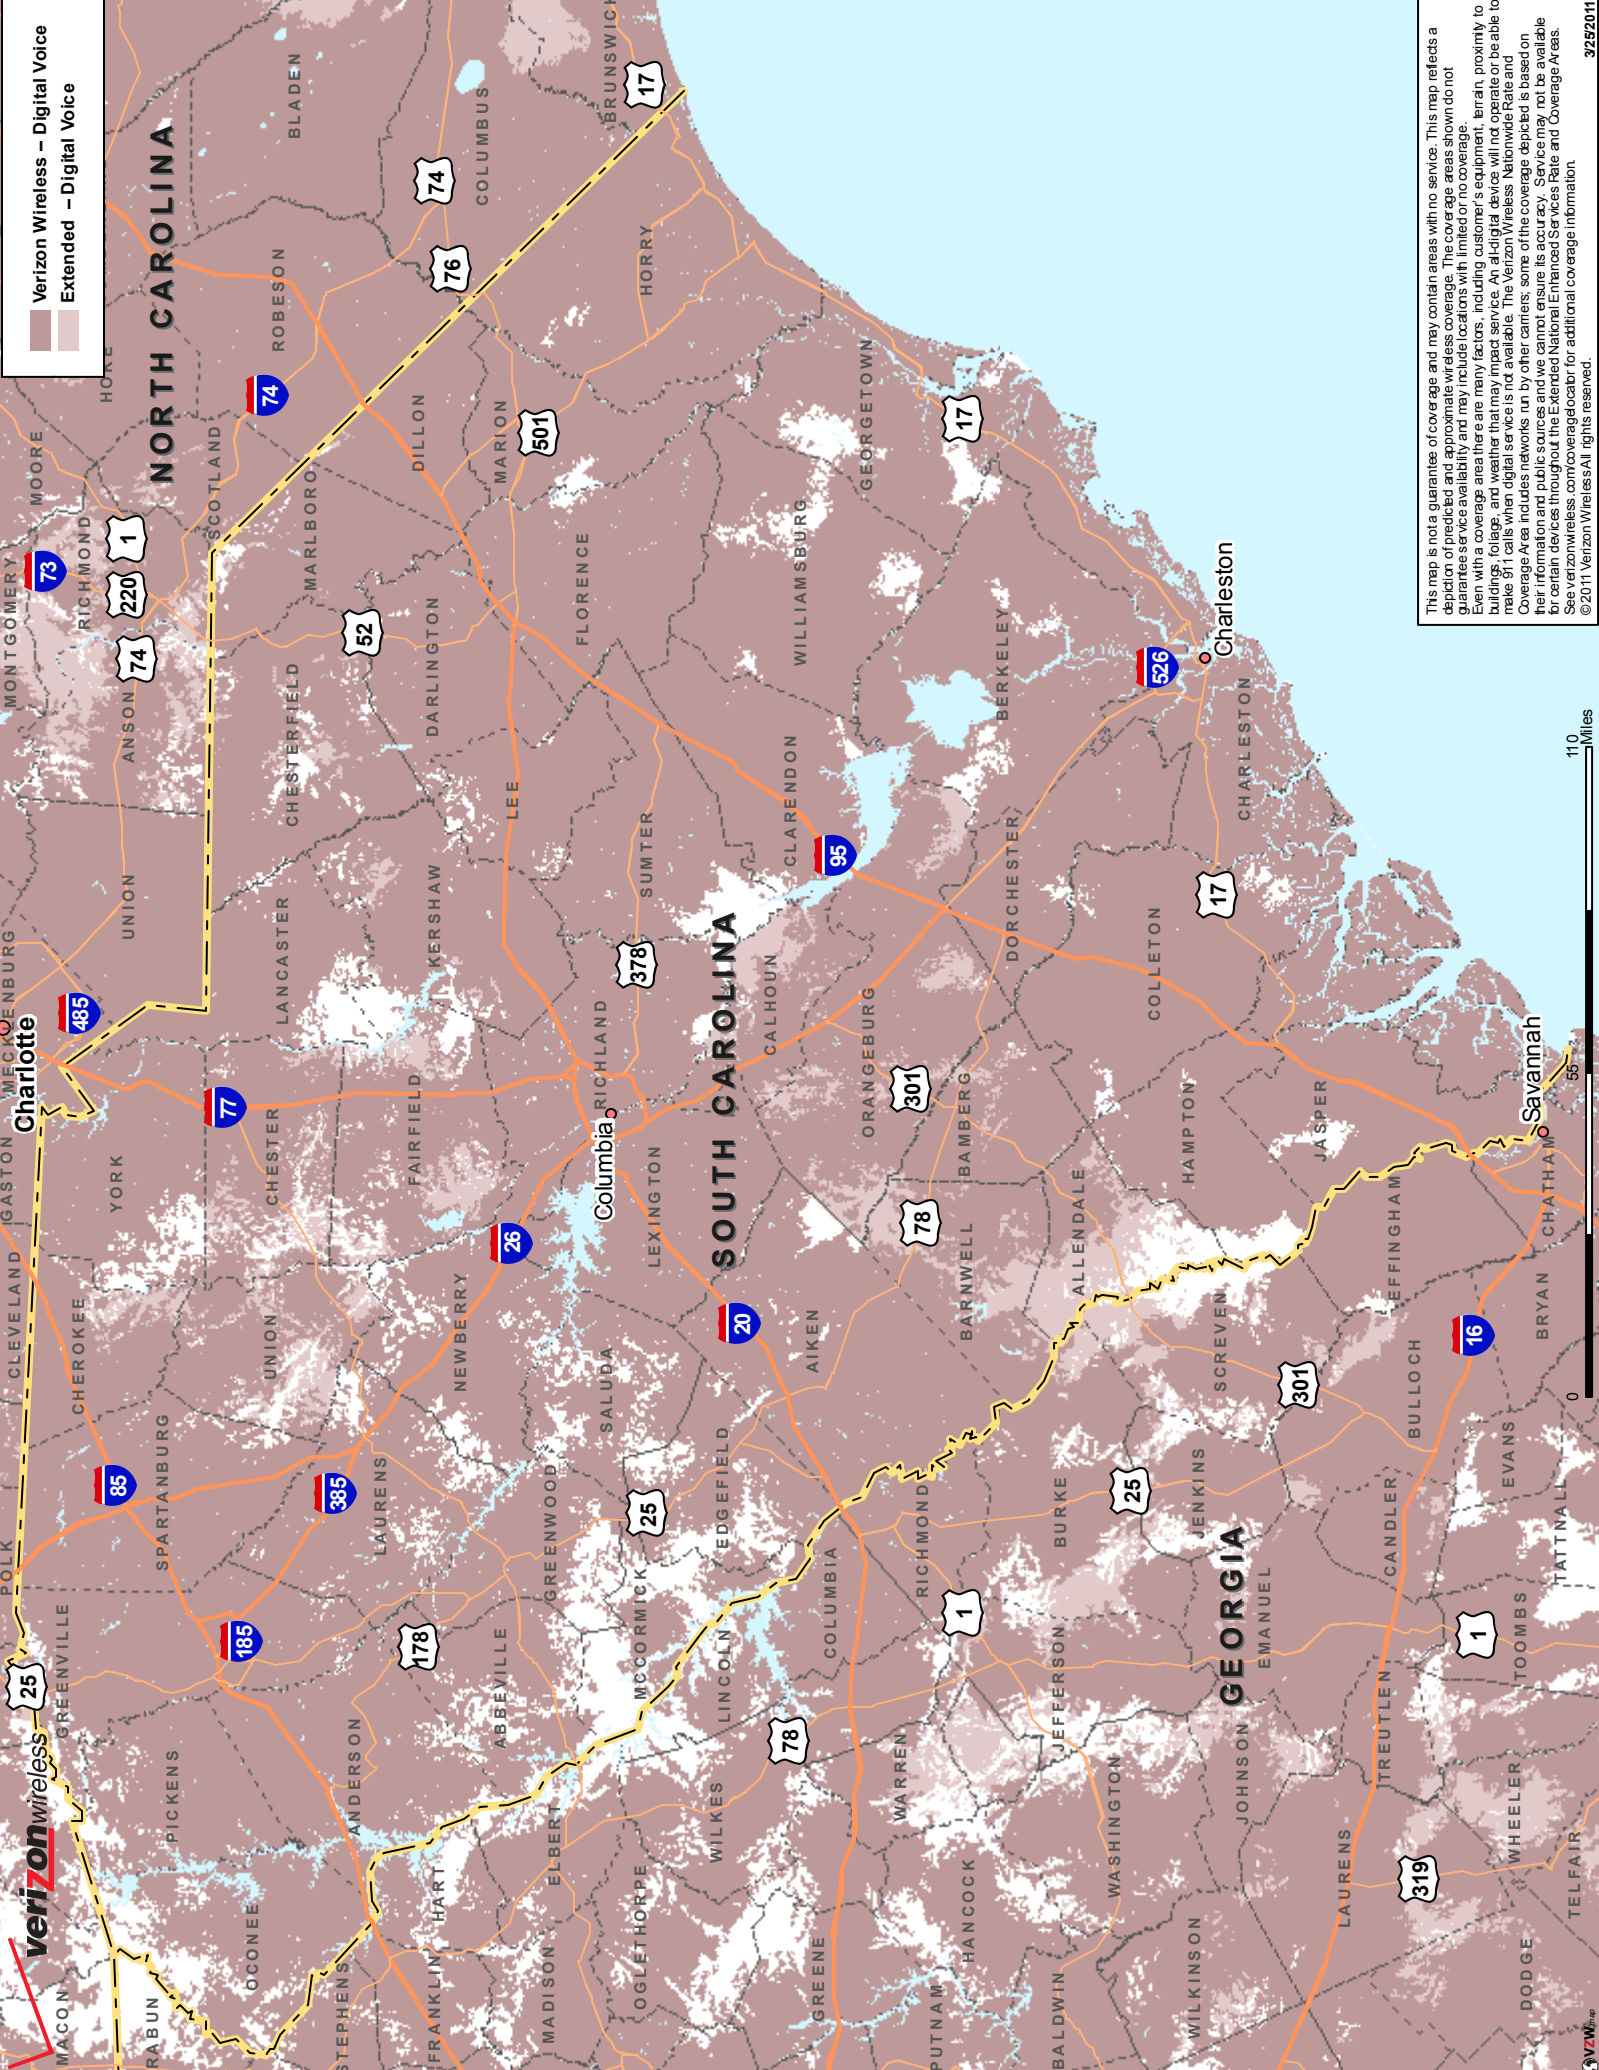 verizonwireless
Verizon Wireless – Digital Voice
Extended – Digital Voice
MACON
RABUN
OCONEE
PICKENS
GREENVILLE
POLK
CLEVELAND
GASTON
MECKLENBURG
Charlotte
UNION
ANSON
MONTGOMERY
RICHMOND
MOORE
HOKE
SCOTLAND
NORTH CAROLINA
ROBESON
BLADEN
COLUMBUS
BRUNSWICK
25
85
485
74
220
1
73
74
74
76
17
STEPHENS
FRANKLIN
HART
ANDERSON
SPARTANBURG
CHEROKEE
YORK
UNION
CHESTER
LANCASTER
CHESTERFIELD
MARLBORO
DILLON
MARION
HORRY
185
385
77
52
501
178
26
ABBEVILLE
LAURENS
NEWBERRY
FAIRFIELD
KERSHAW
DARLINGTON
LEE
FLORENCE
MADISON
ELBERT
GREENWOOD
SALUDA
Columbia
RICHLAND
SUMTER
OGLETHORPE
MCCORMICK
25
LEXINGTON
378
WILKES
LINCOLN
EDGEFIELD
20
SOUTH CAROLINA
CALHOUN
CLARENDON
95
WILLIAMSBURG
GEORGETOWN
17
GREENE
78
COLUMBIA
AIKEN
ORANGEBURG
301
78
BAMBERG
BARNWELL
DORCHESTER
BERKELEY
WARREN
RICHMOND
1
PUTNAM
HANCOCK
JEFFERSON
BURKE
ALLENDALE
526
Charleston
CHARLESTON
COLLETON
17
HAMPTON
BALDWIN
WASHINGTON
25
JENKINS
SCREVEN
GEORGIA
WILKINSON
JOHNSON
EMANUEL
301
JASPER
LAURENS
TREUTLEN
CANDLER
BULLOCH
EFFINGHAM
319
1
16
Savannah
CHATHAM
DODGE
WHEELER
TOOMBS
EVANS
BRYAN
TELFAIR
TATTNALL
0
55
110
Miles
vzwmap
This map is not a guarantee of coverage and may contain areas with no service. This map reflects a
depiction of predicted and approximate wireless coverage. The coverage areas shown do not
guarantee service availability and may include locations with limited or no coverage.
Even with a coverage area there are many factors, including customer's equipment, terrain, proximity to
buildings, foliage, and weather that may impact service. An all-digital device will not operate or be able to
make 911 calls when digital service is not available. The Verizon Wireless Nationwide Rate and
Coverage Area includes networks run by other carriers; some of the coverage depicted is based on
their information and public sources and we cannot ensure its accuracy. Service may not be available
for certain devices throughout the Extended National Enhanced Services Rate and Coverage Areas.
See verizonwireless.com/coveragelocator for additional coverage information.
©2011 Verizon Wireless All rights reserved.
3/25/2011